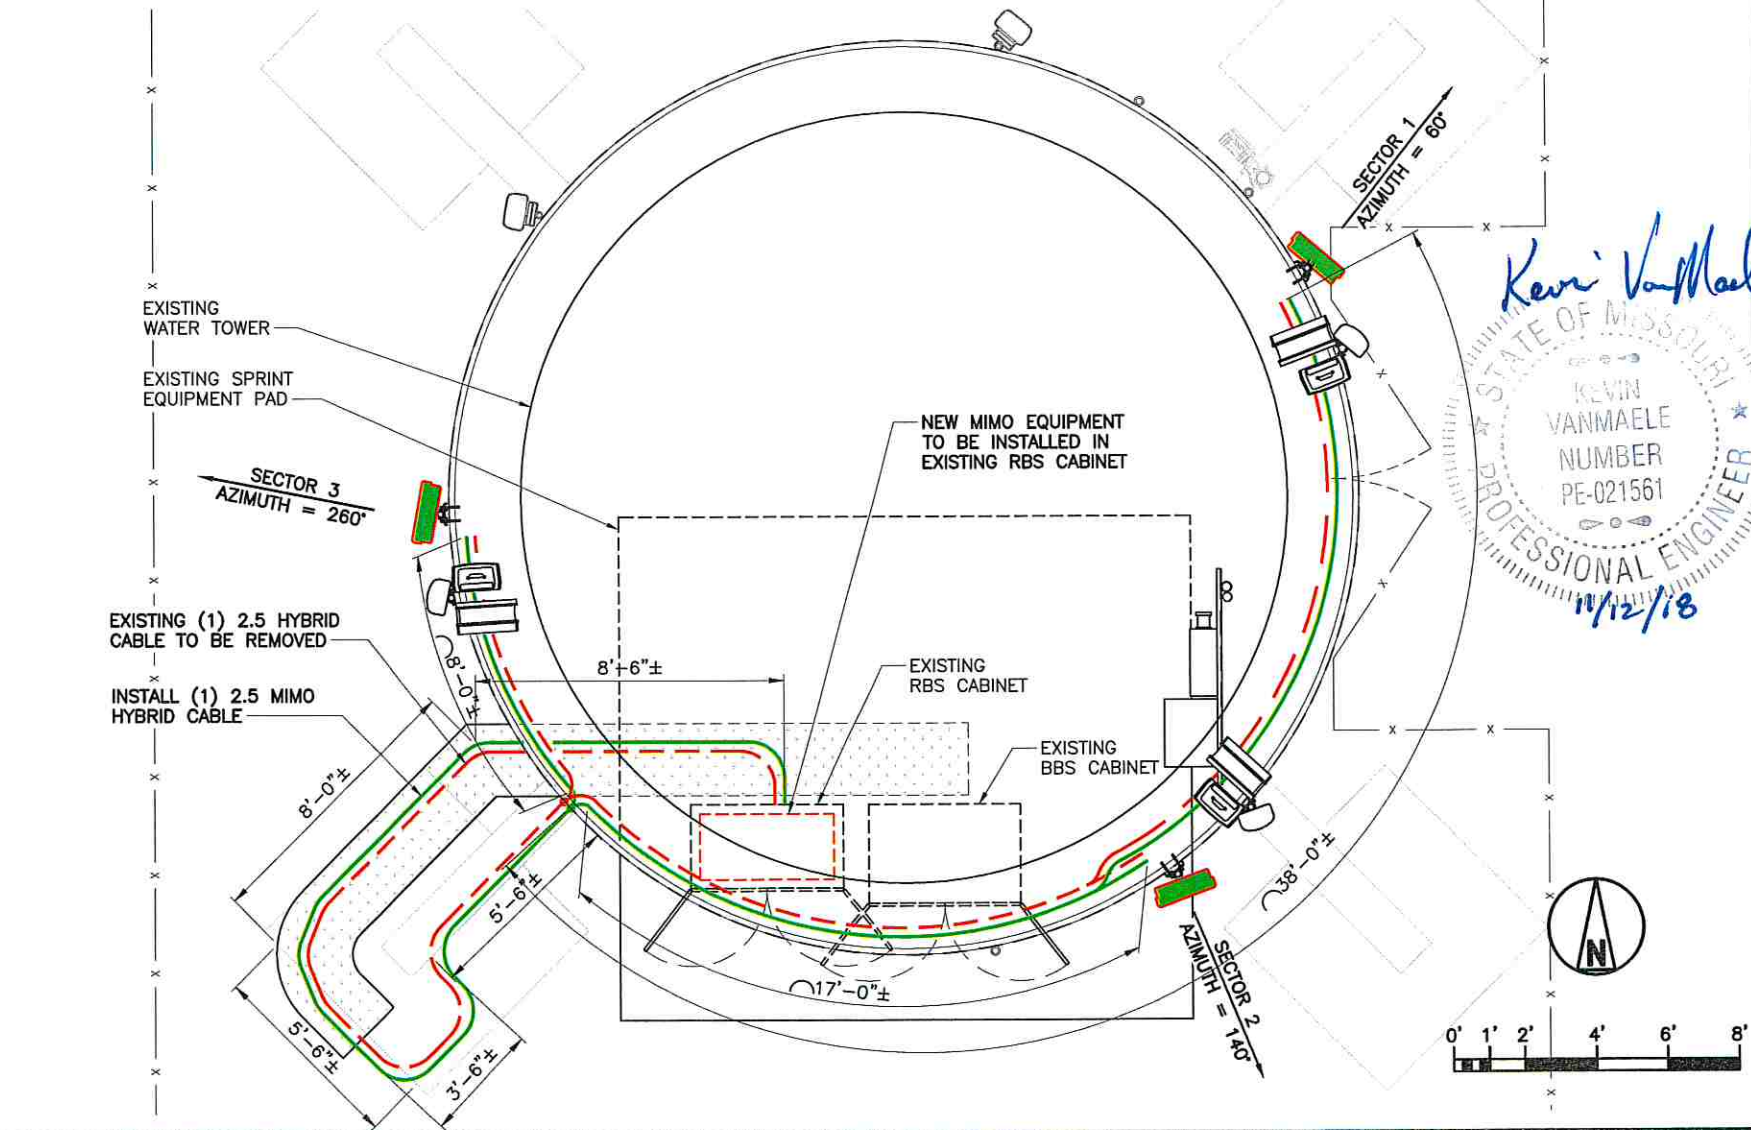 SECTOR 1
AZIMUTH = 60°
EXISTING
WATER TOWER
EXISTING SPRINT
EQUIPMENT PAD
NEW MIMO EQUIPMENT
TO BE INSTALLED IN
EXISTING RBS CABINET
SECTOR 3
AZIMUTH = 260°
Kevin VanMael
STATE OF MISSOURI
KEVIN
VANMAELE
NUMBER
PE-021561
PROFESSIONAL ENGINEER
11/12/18
EXISTING (1) 2.5 HYBRID
CABLE TO BE REMOVED
INSTALL (1) 2.5 MIMO
HYBRID CABLE
8'-0"±
8'-6"±
EXISTING
RBS CABINET
EXISTING
BBS CABINET
8'-0"±
5'-6"±
38'-0"±
17'-0"±
SECTOR 2
AZIMUTH = 140°
5'-6"±
3'-6"±
N
0' 1' 2' 4' 6' 8'